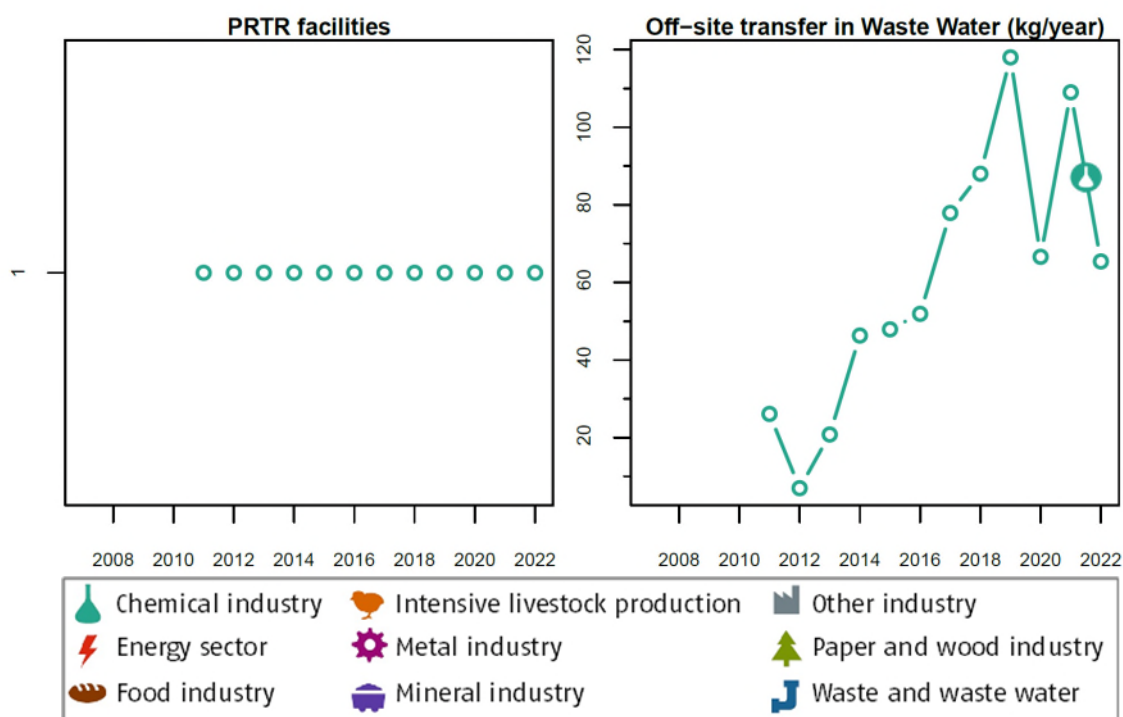 PRTR facilities
1
2008 2010 2012 2014 2016 2018 2020 2022
Off−site transfer in Waste Water (kg/year)
120
100
80
60
40
20
2008 2010 2012 2014 2016 2018 2020 2022
Chemical industry Intensive livestock production Other industry
Energy sector Metal industry Paper and wood industry
Food industry Mineral industry Waste and waste water